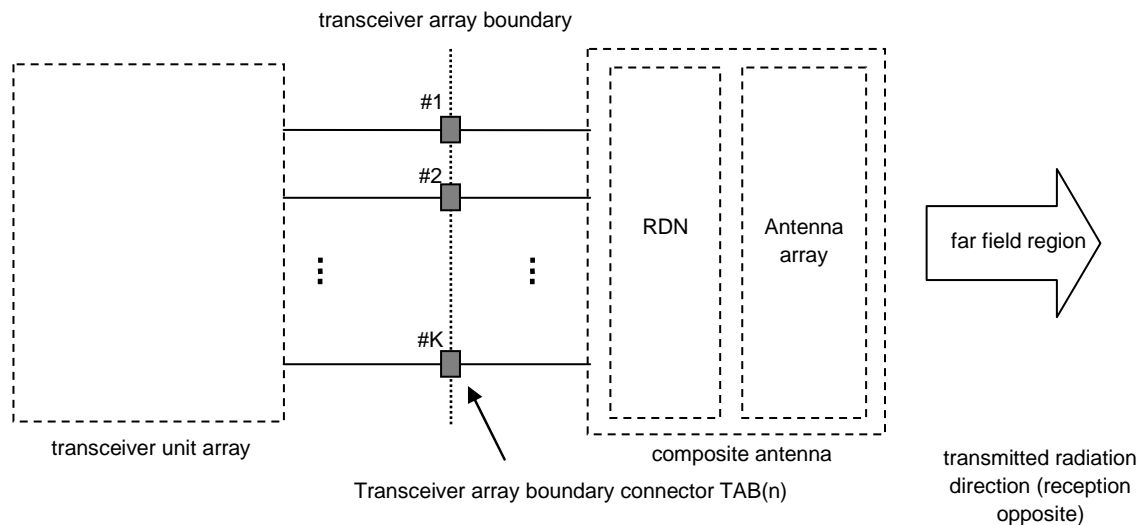 transceiver array boundary
#1
#2
RDN
Antenna
array
far field region
#K
transceiver unit array
composite antenna
Transceiver array boundary connector TAB(n)
transmitted radiation
direction (reception
opposite)